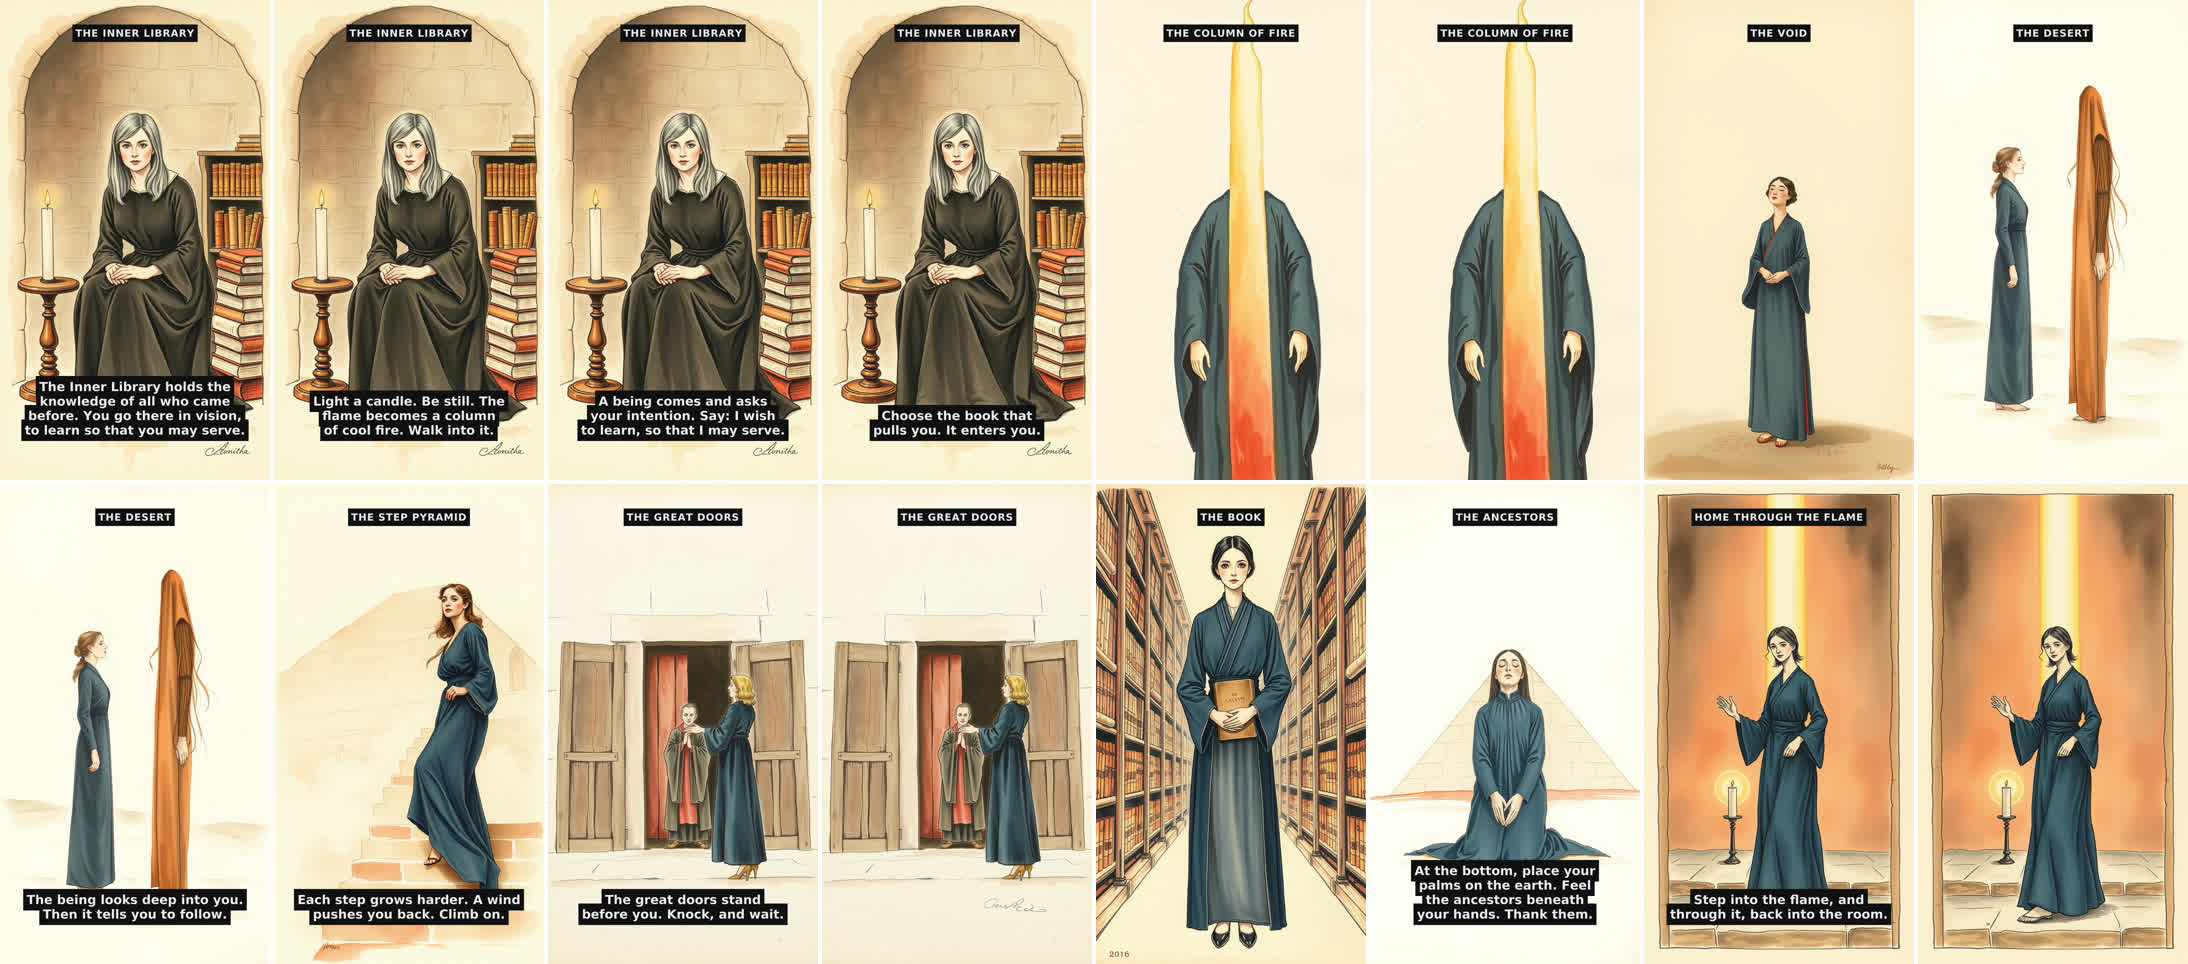 THE INNER LIBRARY
The Inner Library holds the
knowledge of all who came
before. You go there in vision,
to learn so that you may serve.
THE INNER LIBRARY
Light a candle. Be still. The
flame becomes a column
of cool fire. Walk into it.
THE INNER LIBRARY
A being comes and asks
your intention. Say: I wish
to learn, so that I may serve.
THE INNER LIBRARY
Choose the book that
pulls you. It enters you.
THE COLUMN OF FIRE
THE COLUMN OF FIRE
THE VOID
THE DESERT
THE DESERT
The being looks deep into you.
Then it tells you to follow.
THE STEP PYRAMID
Each step grows harder. A wind
pushes you back. Climb on.
THE GREAT DOORS
The great doors stand
before you. Knock, and wait.
THE GREAT DOORS
THE BOOK
2016
THE ANCESTORS
At the bottom, place your
palms on the earth. Feel
the ancestors beneath
your hands. Thank them.
HOME THROUGH THE FLAME
Step into the flame, and
through it, back into the room.